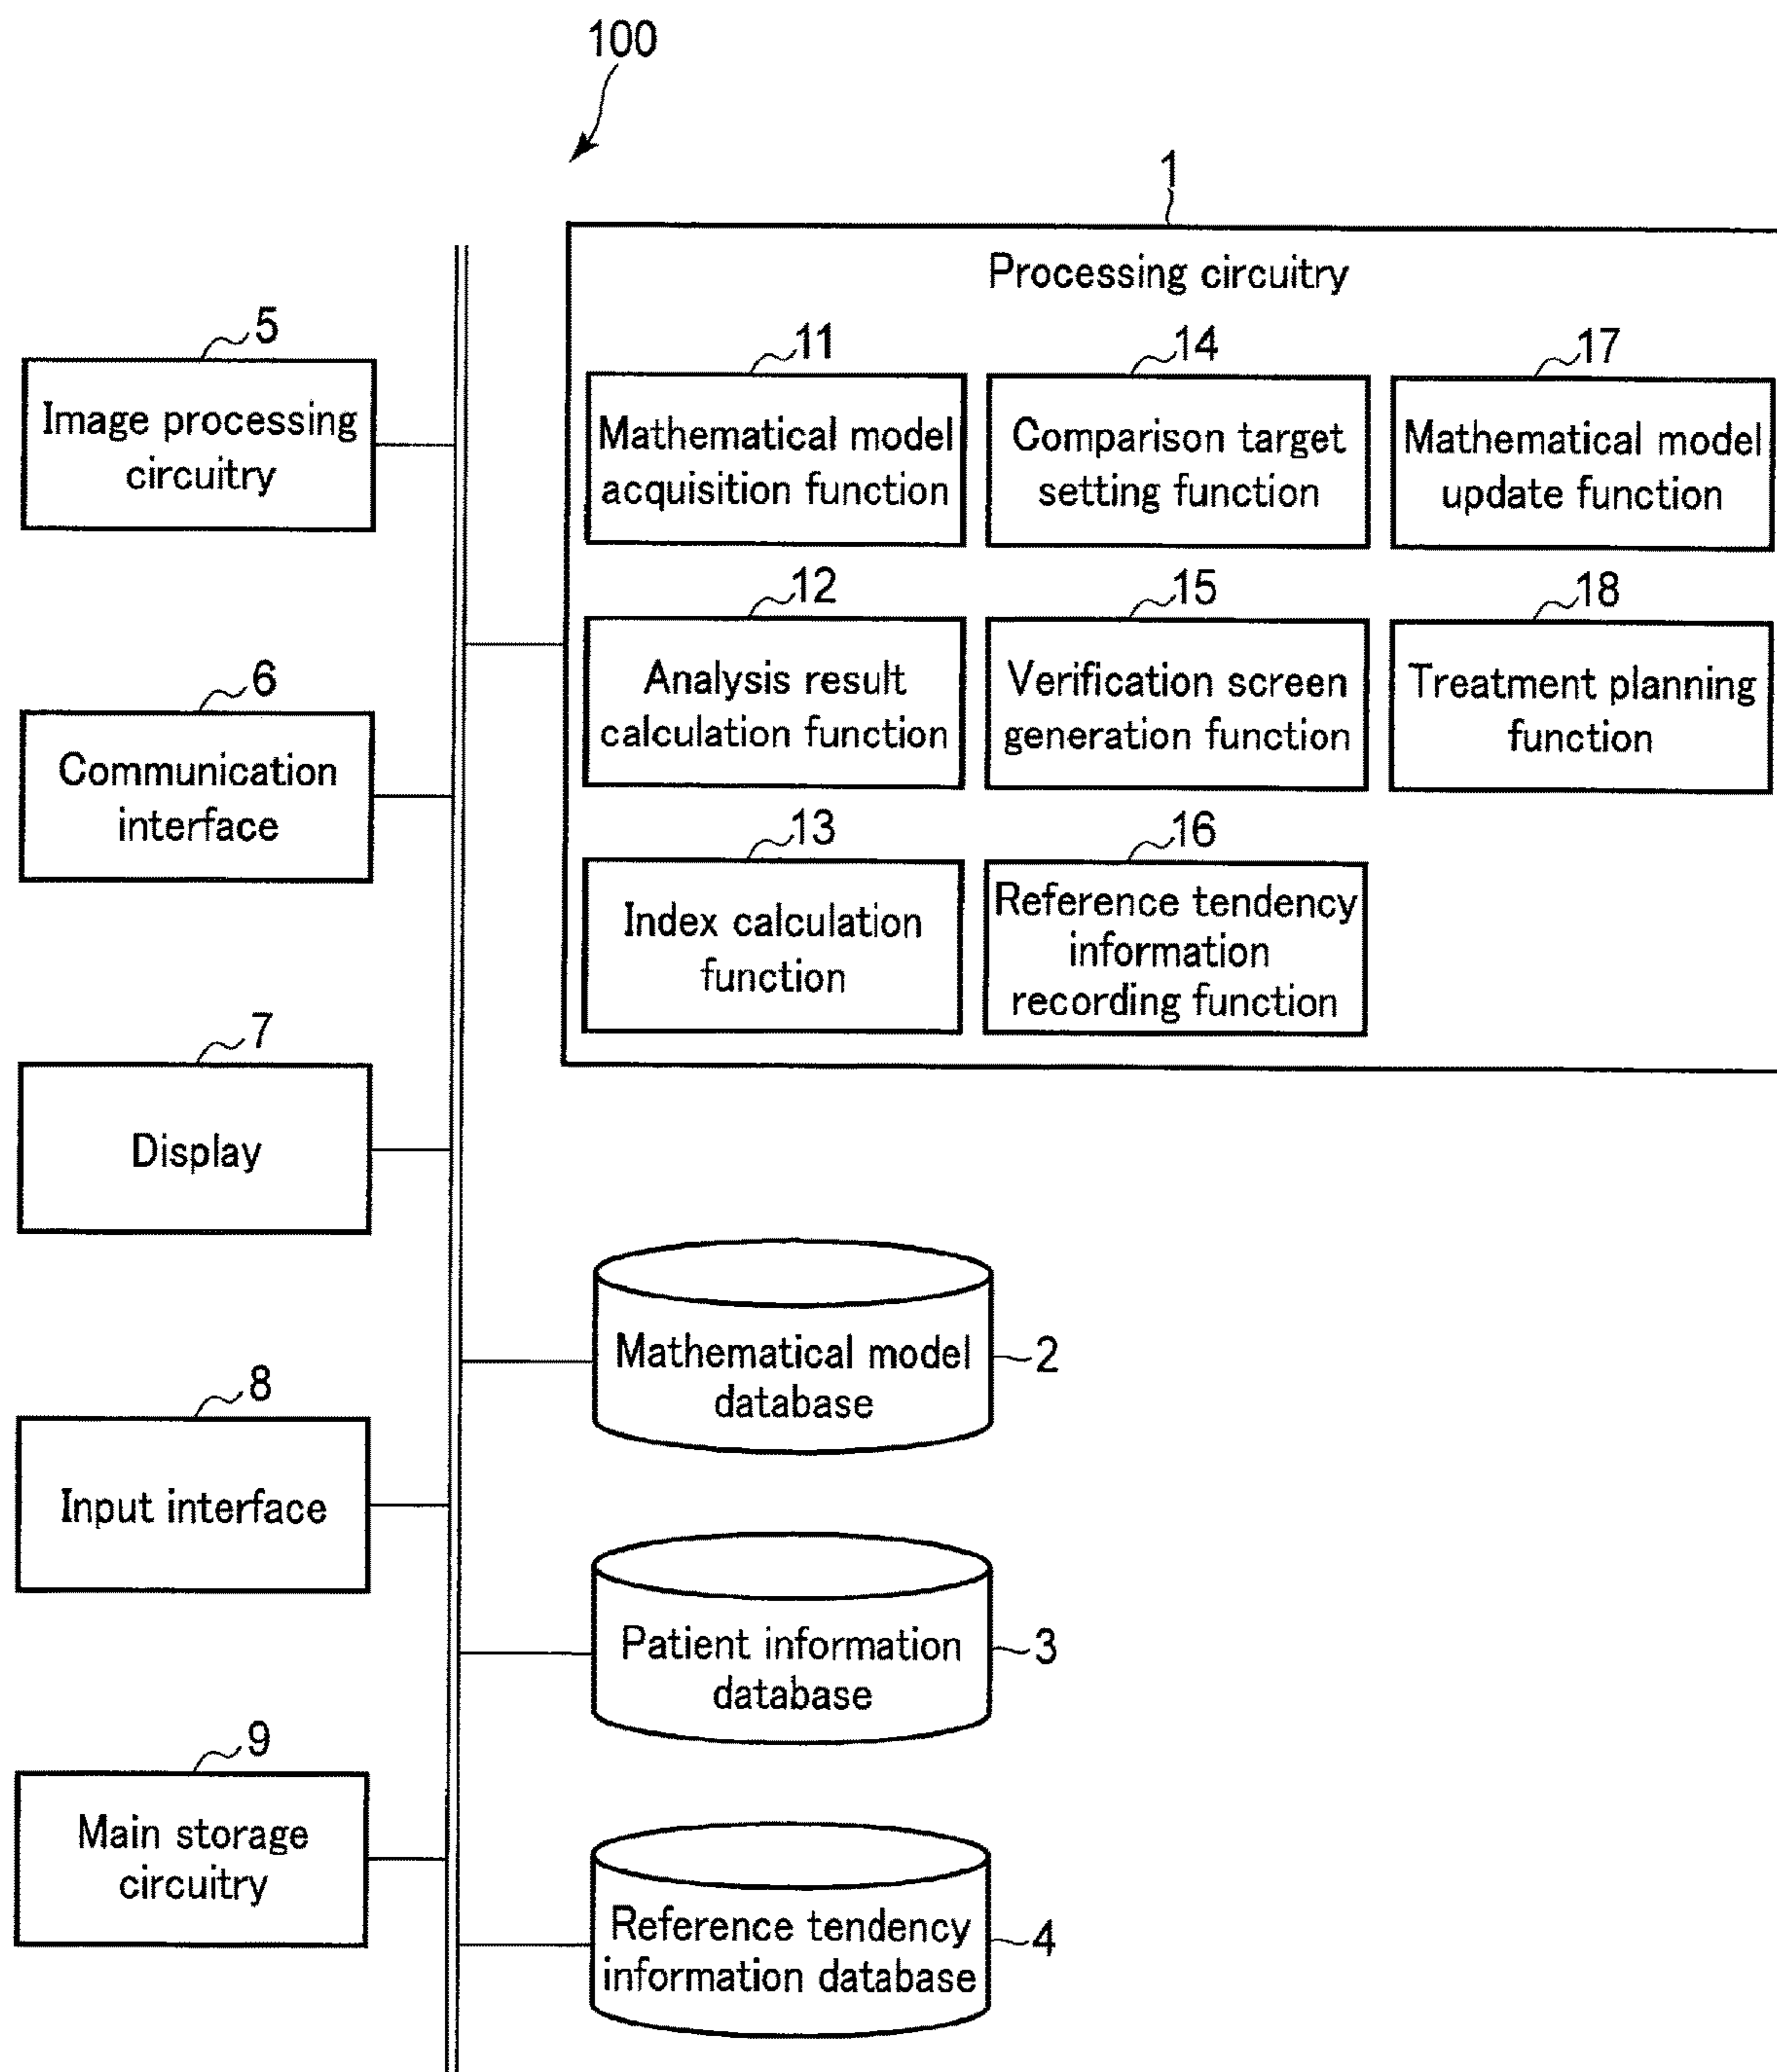 100
1
Processing circuitry
5
Image processing
circuitry
6
Communication
interface
7
Display
8
Input interface
9
Main storage
circuitry
11
Mathematical model
acquisition function
14
Comparison target
setting function
17
Mathematical model
update function
12
Analysis result
calculation function
15
Verification screen
generation function
18
Treatment planning
function
13
Index calculation
function
16
Reference tendency
information
recording function
Mathematical model
database
2
Patient information
database
3
Reference tendency
information database
4